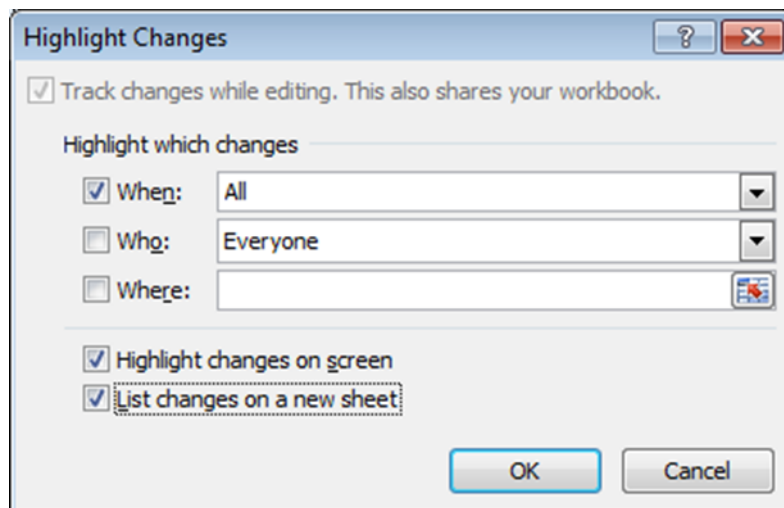 Highlight Changes
Track changes while editing. This also shares your workbook.
Highlight which changes
When: All
Who: Everyone
Where:
Highlight changes on screen
List changes on a new sheet
OK Cancel